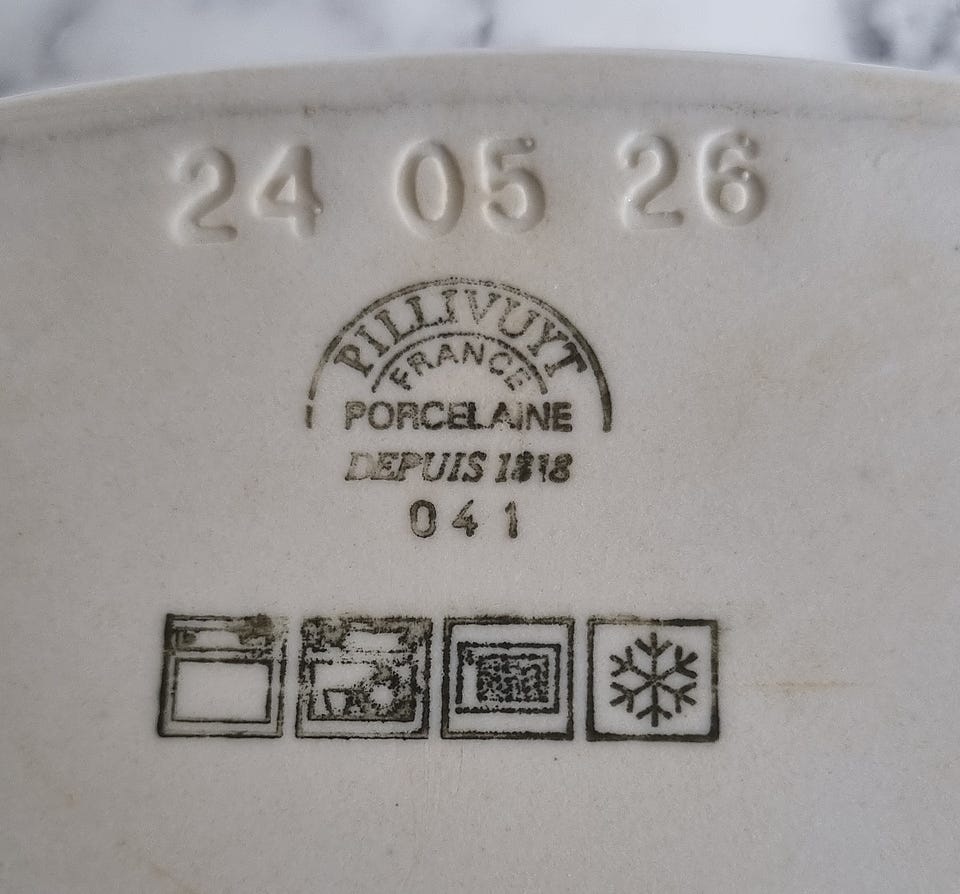 24 05 26
PILLIVUYT
FRANCE
PORCELAINE
DEPUIS 1818
041